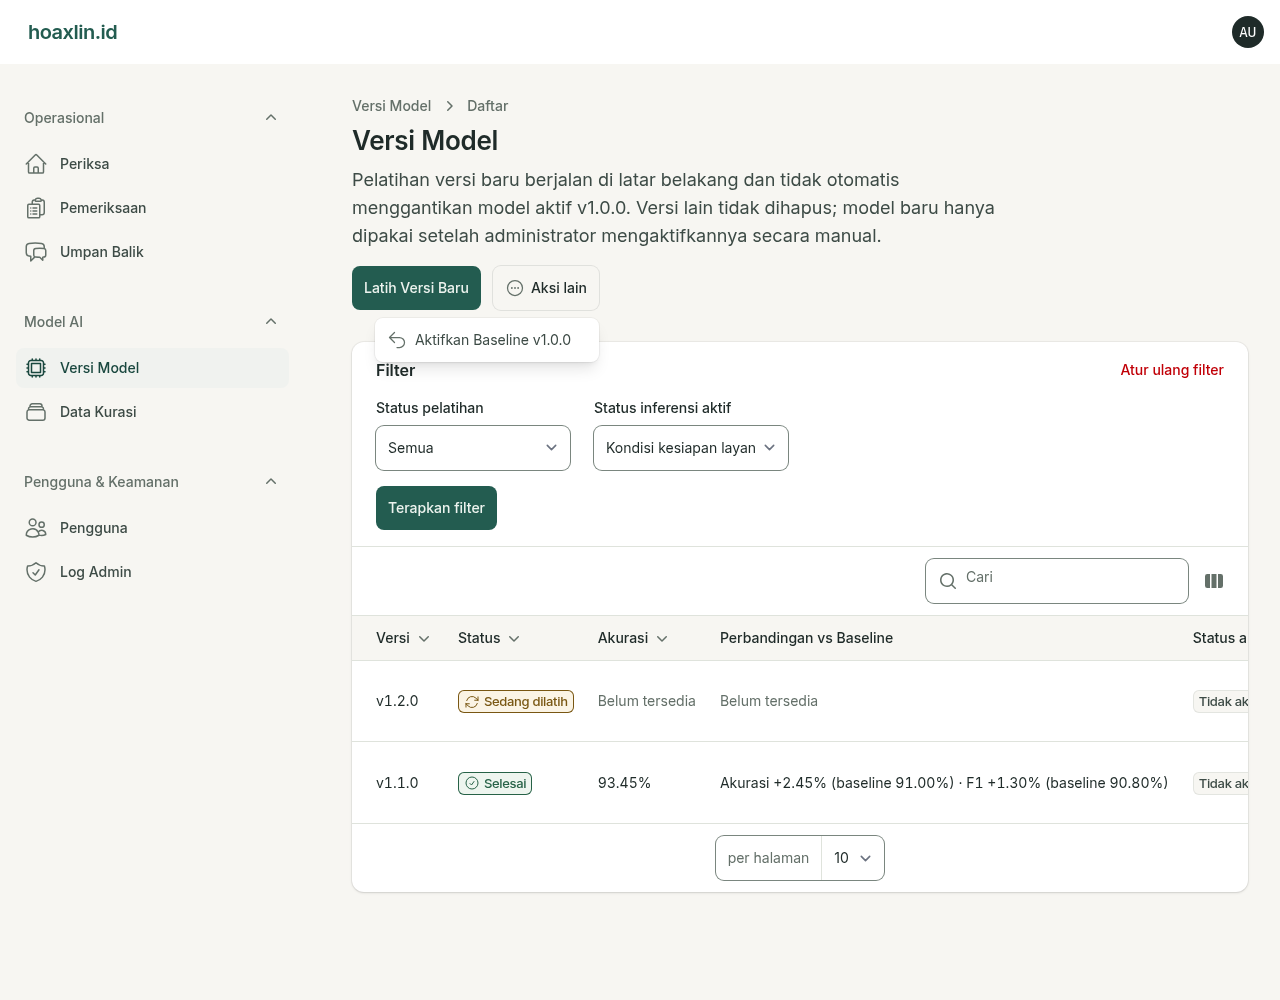 hoaxlin.id
AU
Operasional
Periksa
Pemeriksaan
Umpan Balik
Model AI
Versi Model
Data Kurasi
Pengguna & Keamanan
Pengguna
Log Admin
Versi Model
Daftar
Versi Model
Pelatihan versi baru berjalan di latar belakang dan tidak otomatis
menggantikan model aktif v1.0.0. Versi lain tidak dihapus; model baru hanya
dipakai setelah administrator mengaktifkannya secara manual.
Latih Versi Baru
Aksi lain
Aktifkan Baseline v1.0.0
Filter
Atur ulang filter
Status pelatihan
Status inferensi aktif
Semua
Kondisi kesiapan layan
Terapkan filter
Cari
Versi Status Akurasi Perbandingan vs Baseline Status a
v1.2.0 Sedang dilatih Belum tersedia Belum tersedia Tidak ak
v1.1.0 Selesai 93.45% Akurasi +2.45% (baseline 91.00%) · F1 +1.30% (baseline 90.80%) Tidak ak
per halaman 10